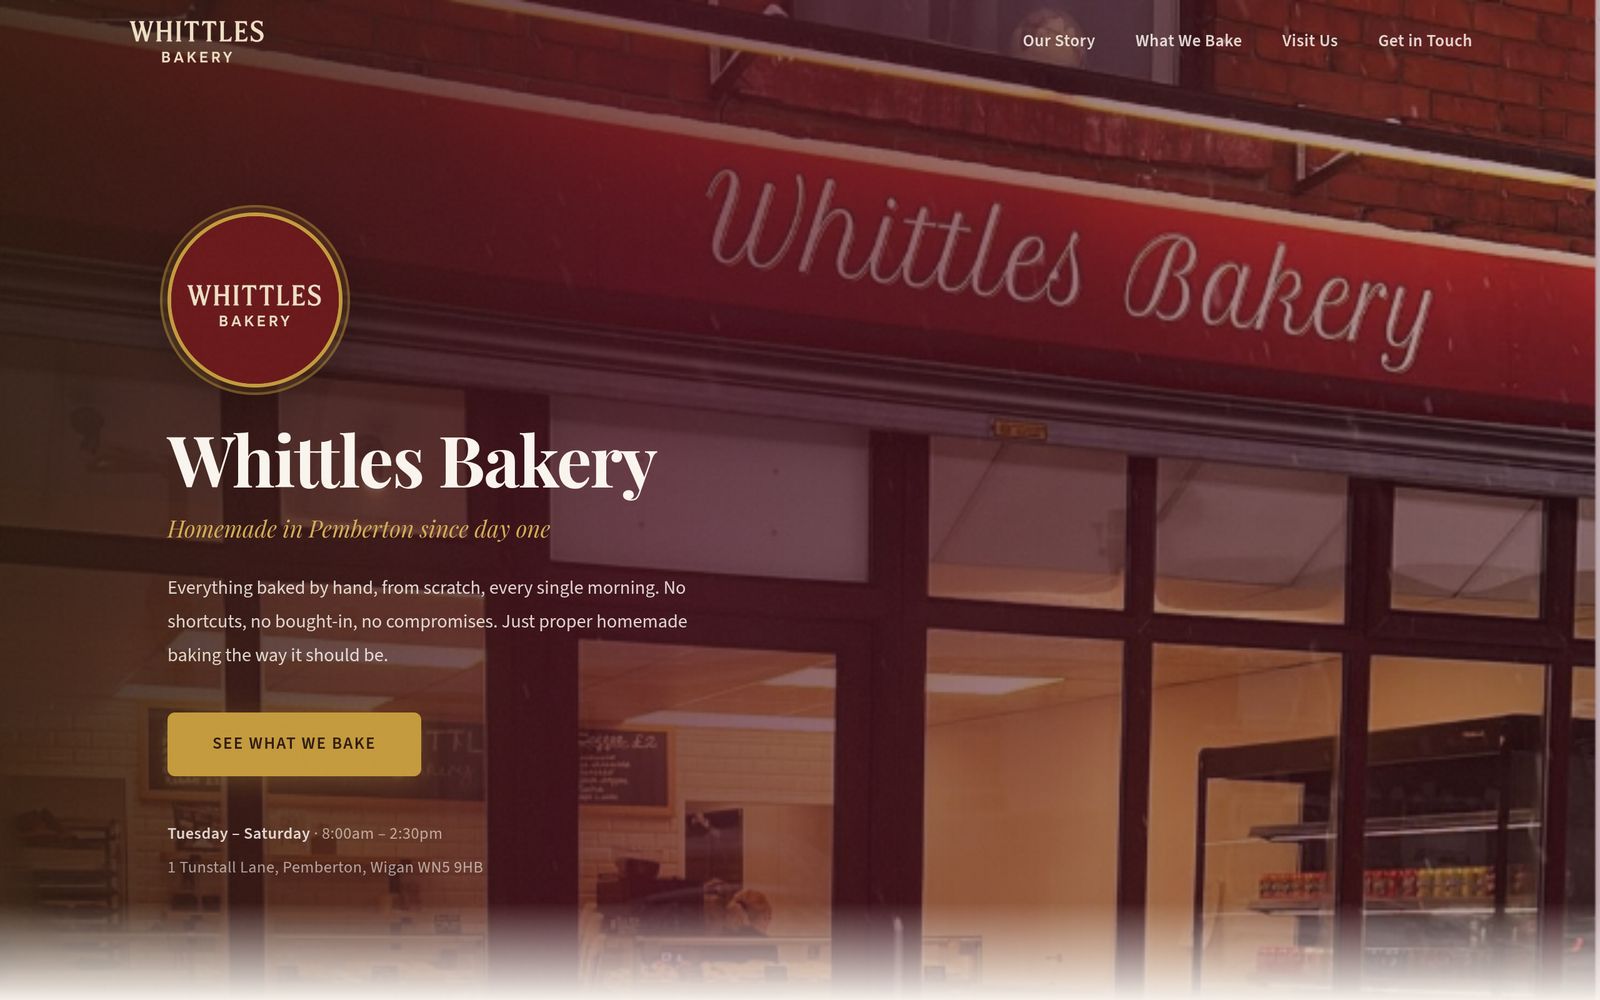 WHITTLES
BAKERY
Our Story
What We Bake
Visit Us
Get in Touch
Whittles Bakery
WHITTLES
BAKERY
Whittles Bakery
Homemade in Pemberton since day one
Everything baked by hand, from scratch, every single morning. No
shortcuts, no bought-in, no compromises. Just proper homemade
baking the way it should be.
SEE WHAT WE BAKE
Coffee £2
Tuesday – Saturday · 8:00am – 2:30pm
1 Tunstall Lane, Pemberton, Wigan WN5 9HB